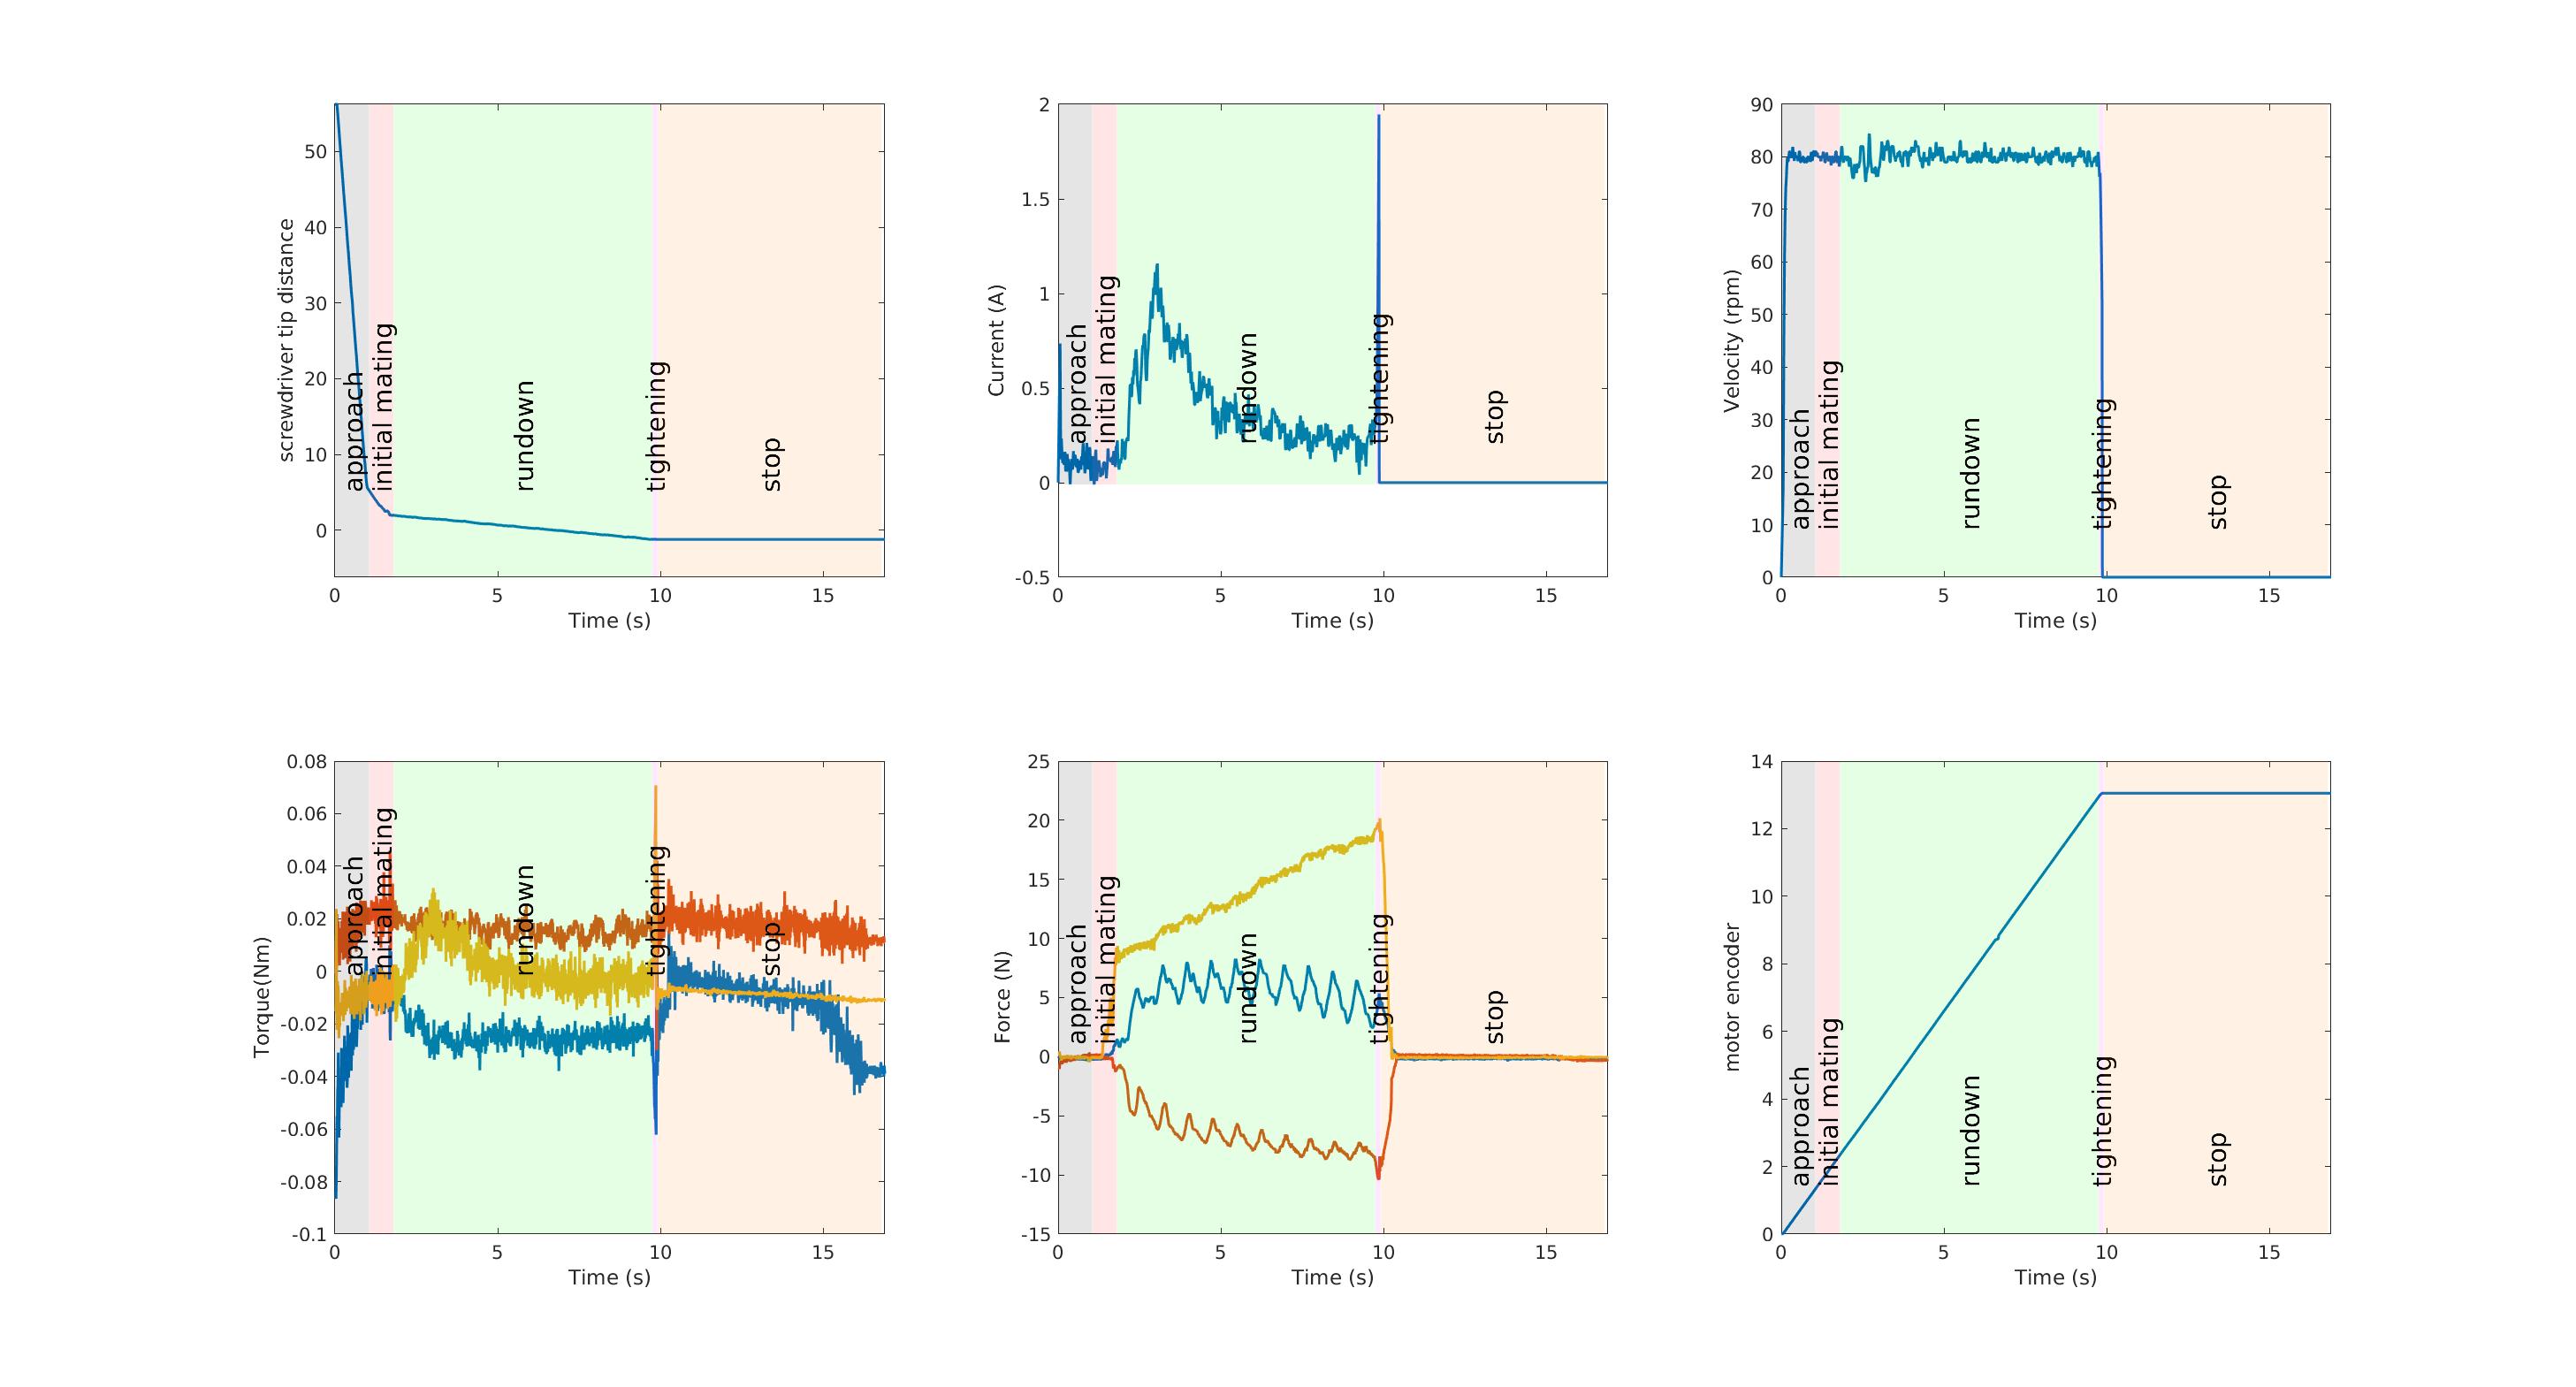 screwdriver tip distance
50
40
30
20
10
0
approach
initial mating
rundown
tightening
stop
0 5 10 15
Time (s)
Current (A)
2
1.5
1
0.5
0
-0.5
approach
initial mating
rundown
tightening
stop
0 5 10 15
Time (s)
Velocity (rpm)
90
80
70
60
50
40
30
20
10
0
approach
initial mating
rundown
tightening
stop
0 5 10 15
Time (s)
Torque(Nm)
0.08
0.06
0.04
0.02
0
-0.02
-0.04
-0.06
-0.08
-0.1
approach
initial mating
rundown
tightening
stop
0 5 10 15
Time (s)
Force (N)
25
20
15
10
5
0
-5
-10
-15
approach
initial mating
rundown
tightening
stop
0 5 10 15
Time (s)
motor encoder
14
12
10
8
6
4
2
0
approach
initial mating
rundown
tightening
stop
0 5 10 15
Time (s)